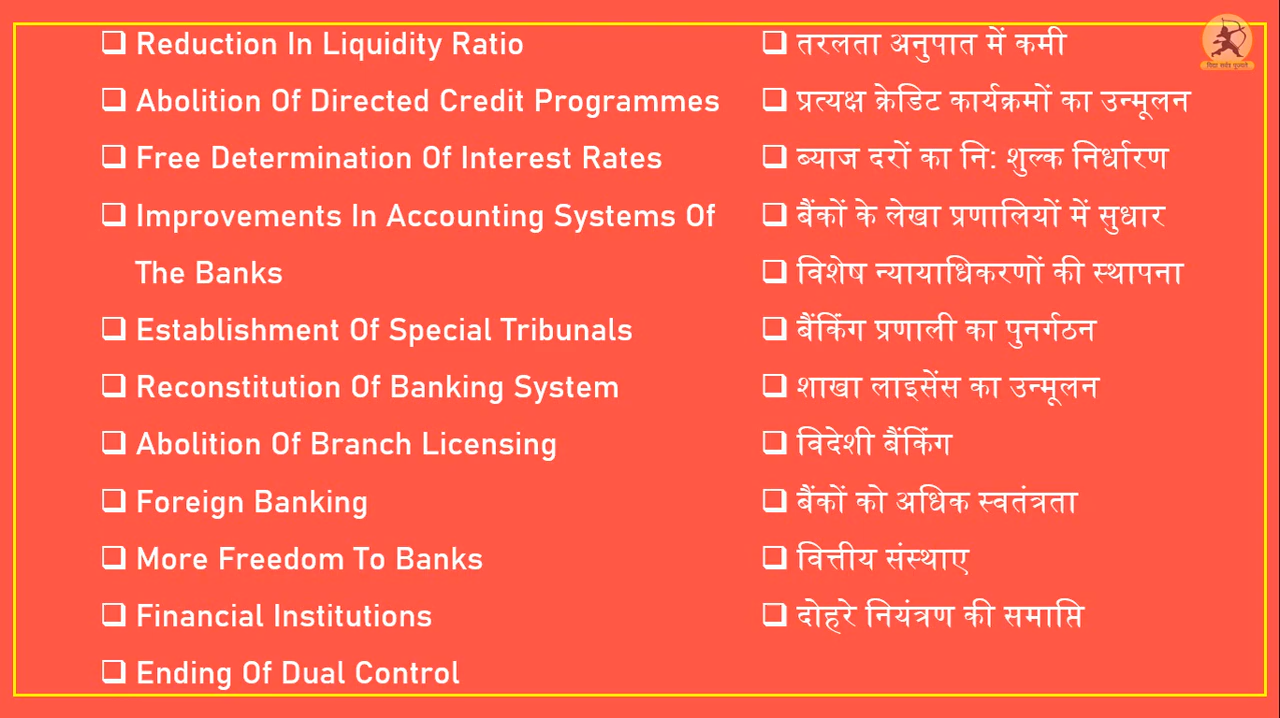 ❑ Reduction In Liquidity Ratio
❑ Abolition Of Directed Credit Programmes
❑ Free Determination Of Interest Rates
❑ Improvements In Accounting Systems Of
The Banks
❑ Establishment Of Special Tribunals
❑ Reconstitution Of Banking System
❑ Abolition Of Branch Licensing
❑ Foreign Banking
❑ More Freedom To Banks
❑ Financial Institutions
❑ Ending Of Dual Control
❑ तरलता अनुपात में कमी
❑ प्रत्यक्ष क्रेडिट कार्यक्रमों का उन्मूलन
❑ ब्याज दरों का नि: शुल्क निर्धारण
❑ बैंकों के लेखा प्रणालियों में सुधार
❑ विशेष न्यायाधिकरणों की स्थापना
❑ बैंकिंग प्रणाली का पुनर्गठन
❑ शाखा लाइसेंस का उन्मूलन
❑ विदेशी बैंकिंग
❑ बैंकों को अधिक स्वतंत्रता
❑ वित्तीय संस्थाए
❑ दोहरे नियंत्रण की समाप्ति